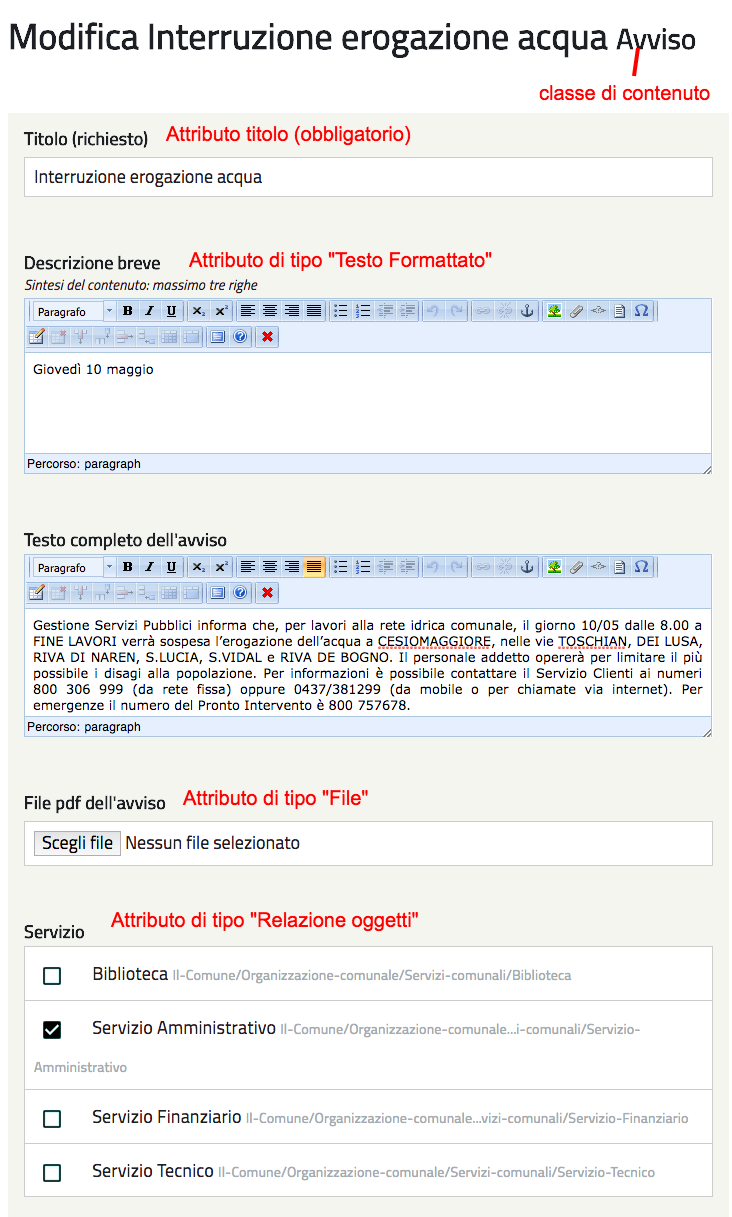 Modifica Interruzione erogazione acqua Avviso
classe di contenuto
Titolo (richiesto) Attributo titolo (obbligatorio)
Interruzione erogazione acqua
Descrizione breve Attributo di tipo "Testo Formattato"
Sintesi del contenuto: massimo tre righe
Paragrafo B I U x₂ x²
Giovedì 10 maggio
Percorso: paragraph
Testo completo dell'avviso
Paragrafo B I U x₂ x²
Gestione Servizi Pubblici informa che, per lavori alla rete idrica comunale, il giorno 10/05 dalle 8.00 a
FINE LAVORI verrà sospesa l'erogazione dell'acqua a CESIOMAGGIORE, nelle vie TOSCHIAN, DEI LUSA,
RIVA DI NAREN, S.LUCIA, S.VIDAL e RIVA DE BOGNO. Il personale addetto opererà per limitare il più
possibile i disagi alla popolazione. Per informazioni è possibile contattare il Servizio Clienti ai numeri
800 306 999 (da rete fissa) oppure 0437/381299 (da mobile o per chiamate via internet). Per
emergenze il numero del Pronto Intervento è 800 757678.
Percorso: paragraph
File pdf dell'avviso Attributo di tipo "File"
Scegli file Nessun file selezionato
Servizio Attributo di tipo "Relazione oggetti"
Biblioteca Il-Comune/Organizzazione-comunale/Servizi-comunali/Biblioteca
Servizio Amministrativo Il-Comune/Organizzazione-comunale...i-comunali/Servizio-
Amministrativo
Servizio Finanziario Il-Comune/Organizzazione-comunale...vizi-comunali/Servizio-Finanziario
Servizio Tecnico Il-Comune/Organizzazione-comunale/Servizi-comunali/Servizio-Tecnico